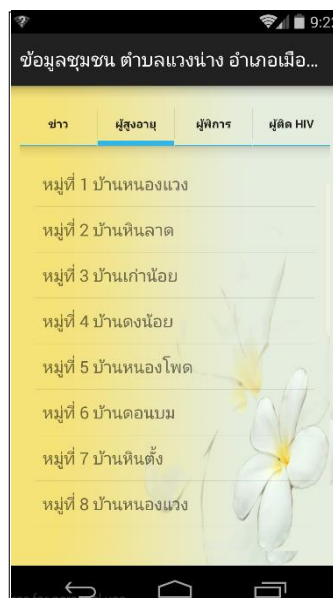 9:22
ข้อมูลชุมชน ตำบลแวงน่าง อำเภอเมือ...
ข่าว ผู้สูงอายุ ผู้พิการ ผู้ติด HIV
หมู่ที่ 1 บ้านหนองแวง
หมู่ที่ 2 บ้านหินลาด
หมู่ที่ 3 บ้านเก่าน้อย
หมู่ที่ 4 บ้านดงน้อย
หมู่ที่ 5 บ้านหนองโพด
หมู่ที่ 6 บ้านดอนบม
หมู่ที่ 7 บ้านหินตั้ง
หมู่ที่ 8 บ้านหนองแวง